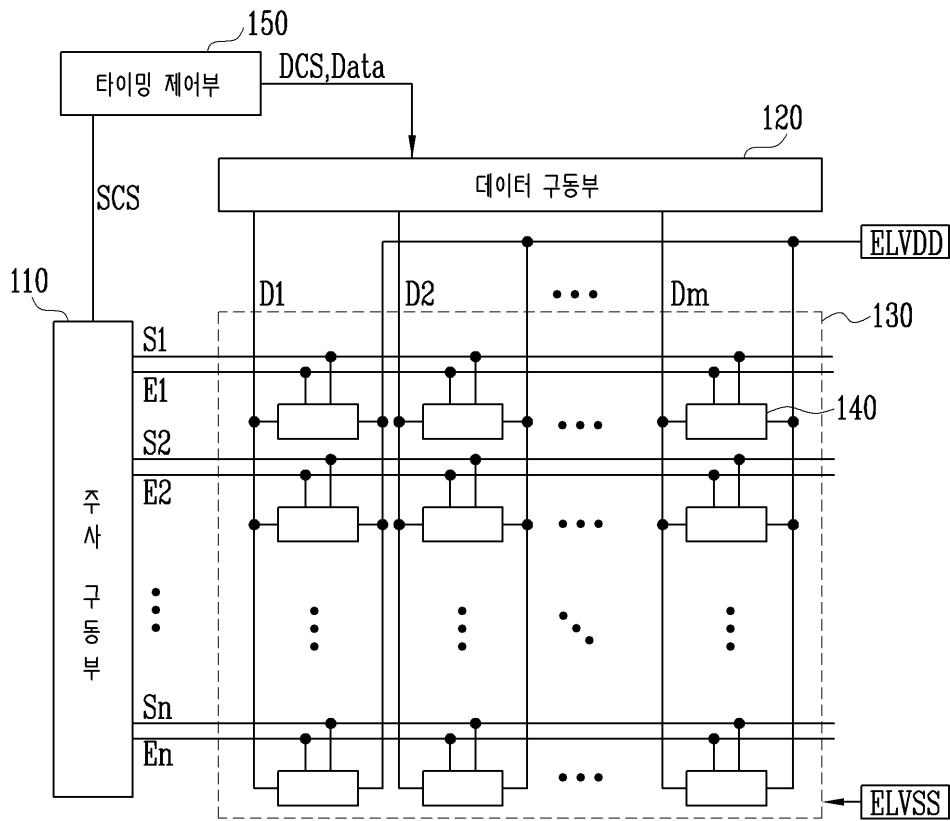 150
타이밍 제어부
DCS,Data
120
데이터 구동부
SCS
ELVDD
110
D1
D2
Dm
130
S1
E1
140
S2
E2
주사 구동부
Sn
En
ELVSS